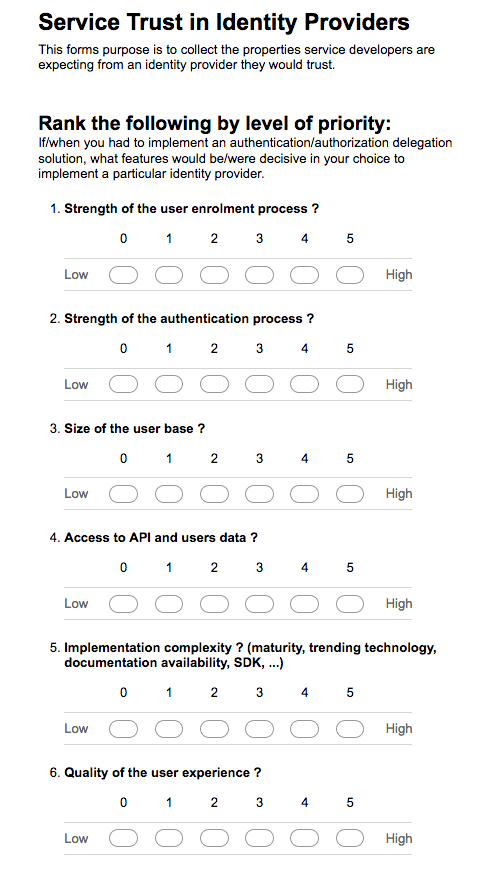 Service Trust in Identity Providers
This forms purpose is to collect the properties service developers are
expecting from an identity provider they would trust.
Rank the following by level of priority:
If/when you had to implement an authentication/authorization delegation
solution, what features would be/were decisive in your choice to
implement a particular identity provider.
1. Strength of the user enrolment process ?
0 1 2 3 4 5
Low High
2. Strength of the authentication process ?
0 1 2 3 4 5
Low High
3. Size of the user base ?
0 1 2 3 4 5
Low High
4. Access to API and users data ?
0 1 2 3 4 5
Low High
5. Implementation complexity ? (maturity, trending technology,
documentation availability, SDK, ...)
0 1 2 3 4 5
Low High
6. Quality of the user experience ?
0 1 2 3 4 5
Low High